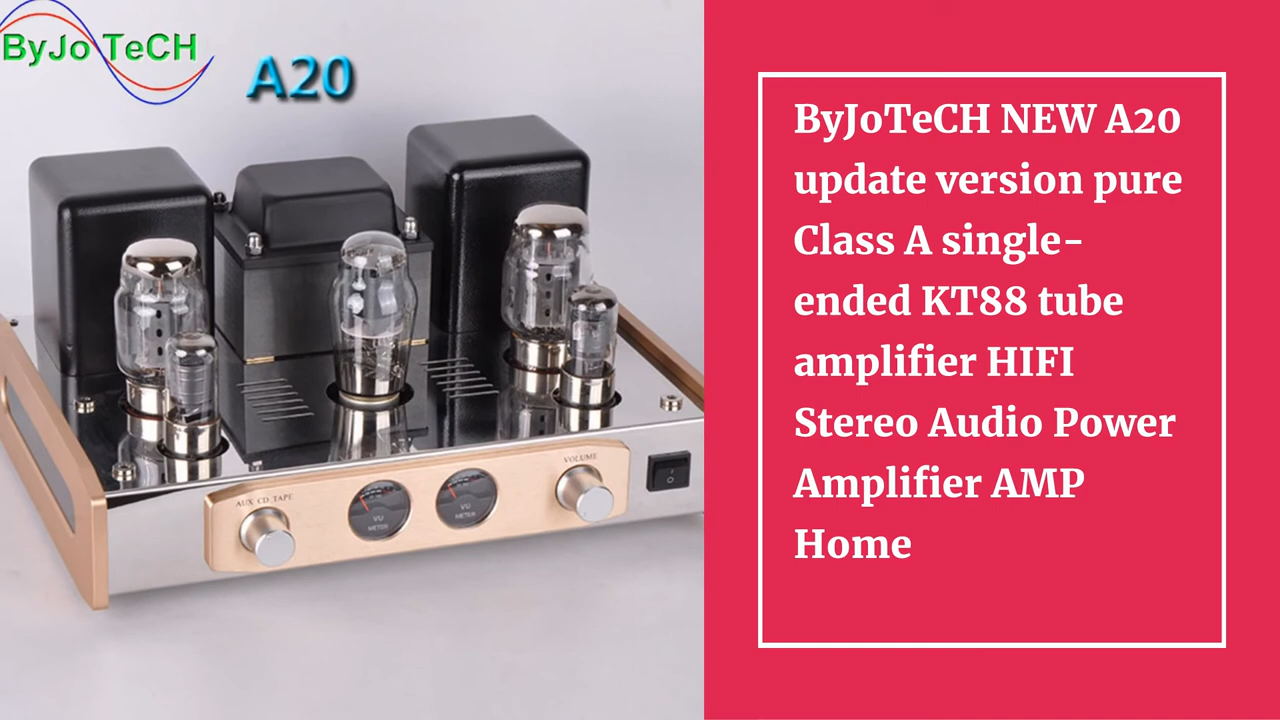 ByJo TeCH
A20
AUX CD TAPE
VU
METER
VU
METER
VOLUME
ByJoTeCH NEW A20
update version pure
Class A single-
ended KT88 tube
amplifier HIFI
Stereo Audio Power
Amplifier AMP
Home